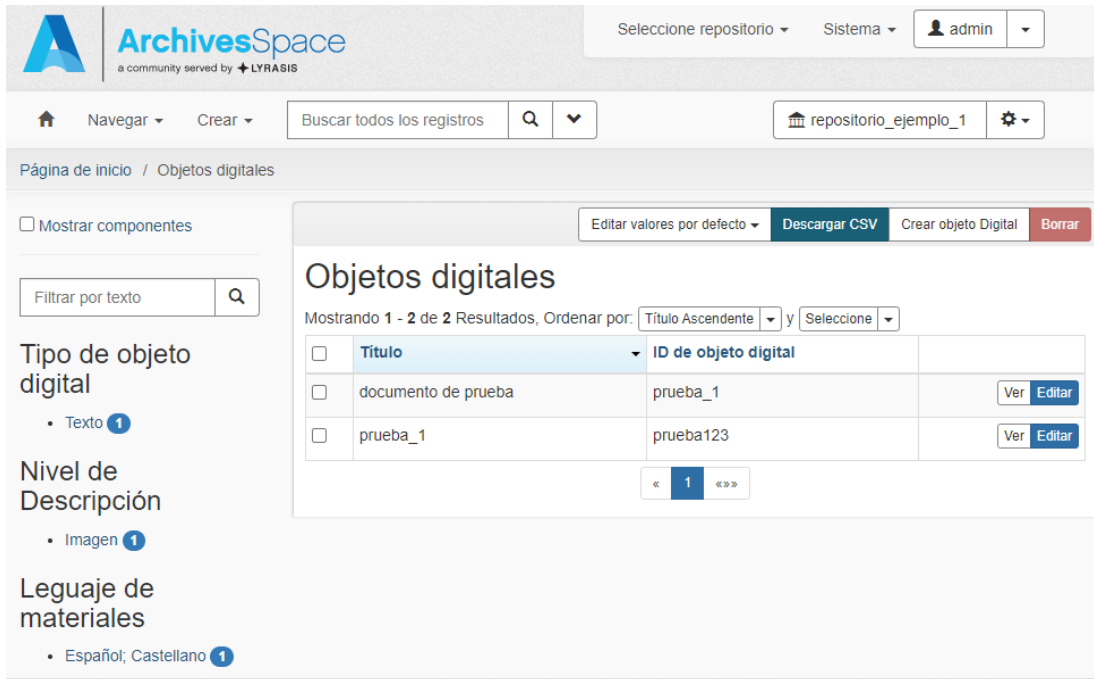 ArchivesSpace
a community served by LYRASIS
Seleccione repositorio
Sistema
admin
Navegar
Crear
Buscar todos los registros
repositorio_ejemplo_1
Página de inicio / Objetos digitales
Mostrar componentes
Filtrar por texto
Tipo de objeto
digital
Texto 1
Nivel de
Descripción
Imagen 1
Leguaje de
materiales
Español; Castellano 1
Editar valores por defecto
Descargar CSV
Crear objeto Digital
Borrar
Objetos digitales
Mostrando 1 - 2 de 2 Resultados, Ordenar por: Título Ascendente y Seleccione
Título ID de objeto digital
documento de prueba prueba_1 Ver Editar
prueba_1 prueba123 Ver Editar
« 1 «»»